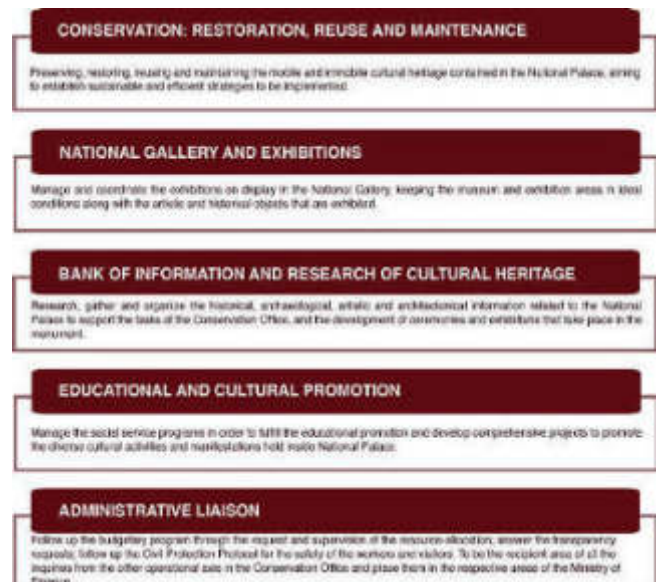 CONSERVATION: RESTORATION, REUSE AND MAINTENANCE
Preserving, restoring, reusing and maintaining the mobile and immobile cultural heritage contained in the National Palace, aiming
to establish sustainable and efficient strategies to be implemented.
NATIONAL GALLERY AND EXHIBITIONS
Manage and coordinate the exhibitions on display in the National Gallery, keeping the museum and exhibition areas in ideal
conditions along with the artistic and historical objects that are exhibited.
BANK OF INFORMATION AND RESEARCH OF CULTURAL HERITAGE
Research, gather and organize the historical, archaeological, artistic and architectonical information related to the National
Palace to support the tasks of the Conservation Office, and the development of ceremonies and exhibitions that take place in the
monument.
EDUCATIONAL AND CULTURAL PROMOTION
Manage the social service programs in order to fulfill the educational promotion and develop comprehensive projects to promote
the diverse cultural activities and manifestations held inside National Palace.
ADMINISTRATIVE LIAISON
Follow up the budgetary program through the request and supervision of the resource allocation, answer the transparency
requests, follow up the Civil Protection Protocol for the safety of the workers and visitors. To be the recipient area of all the
inquiries from the other operational axis in the Conservation Office and place them in the respective areas of the Ministry of